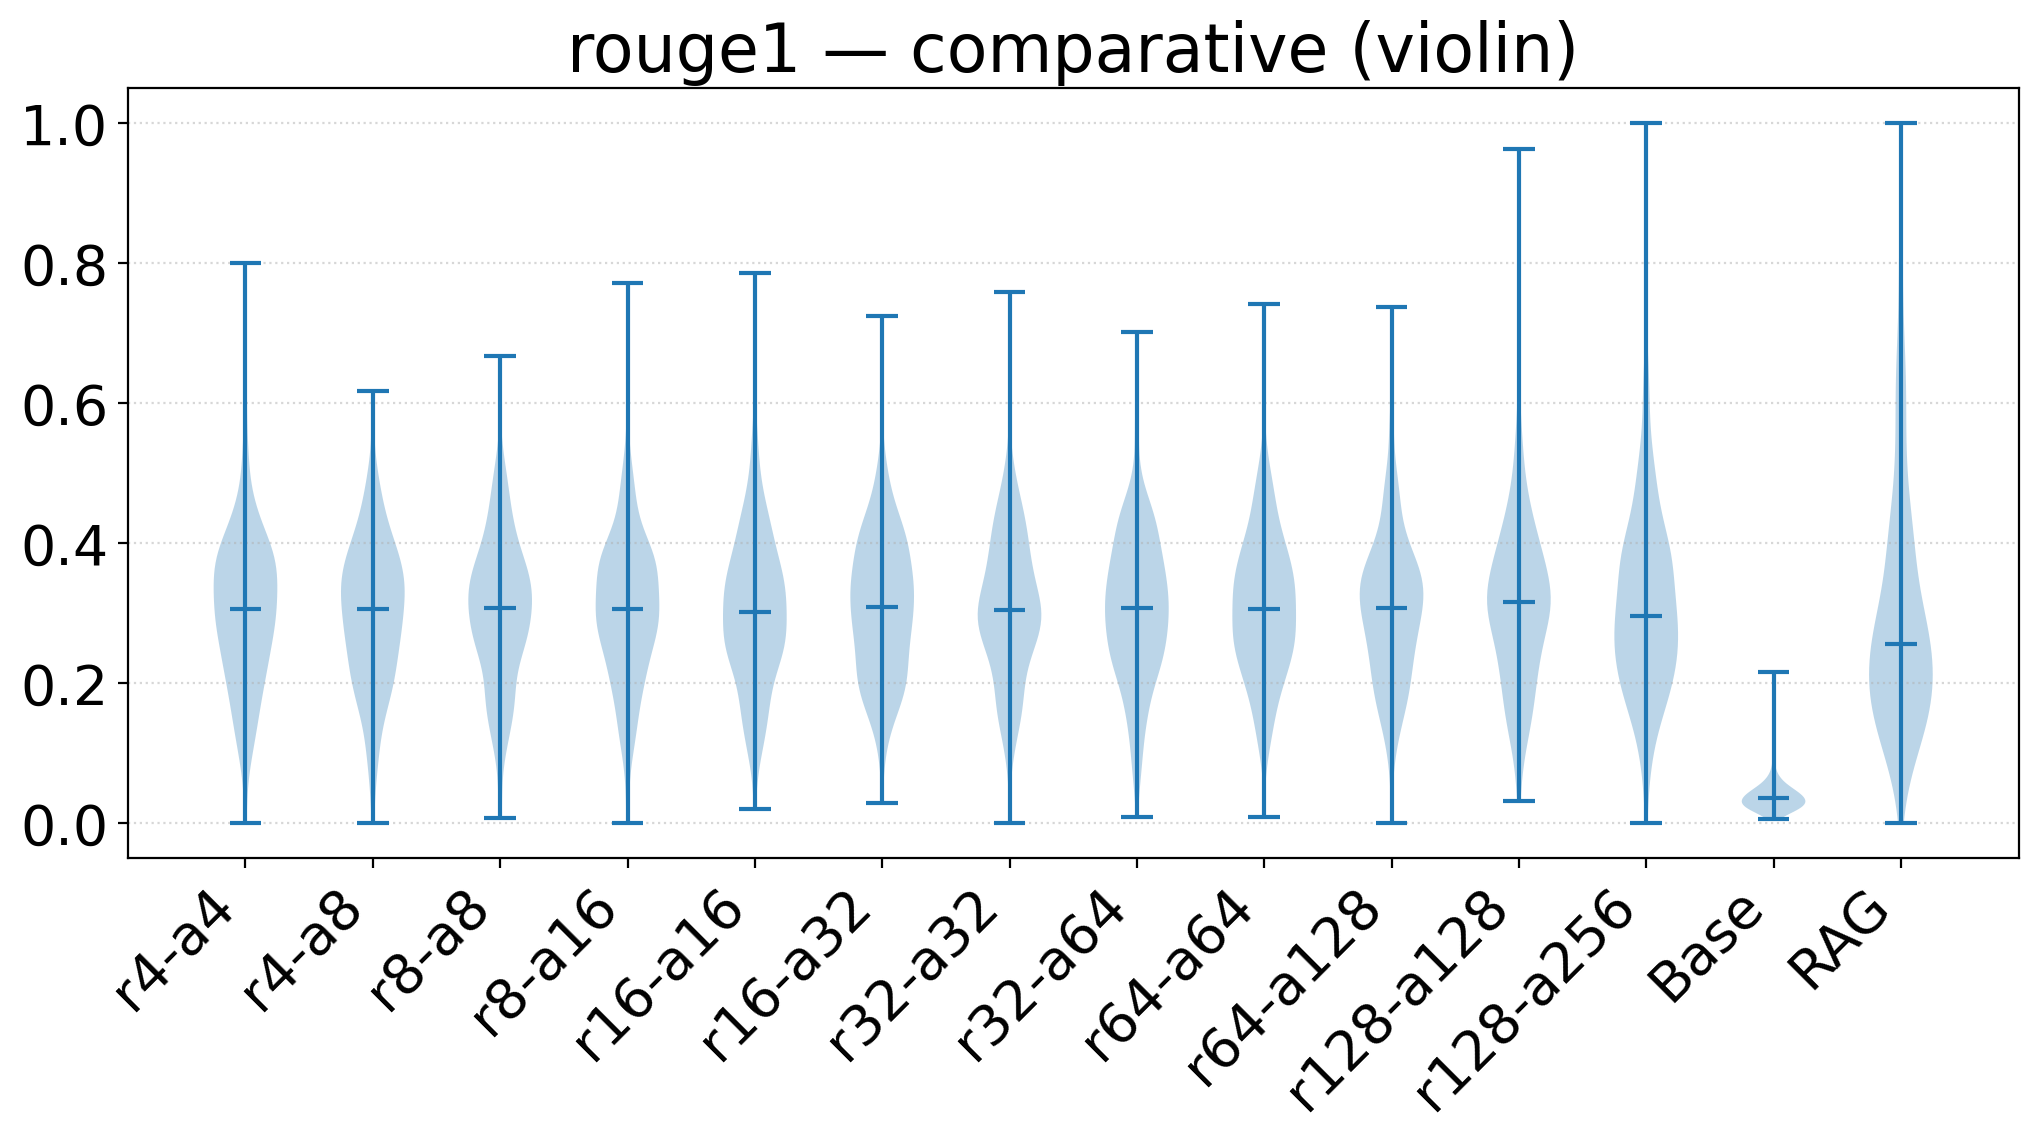 rouge1 — comparative (violin)
1.0
0.8
0.6
0.4
0.2
0.0
r4-a4
r4-a8
r8-a8
r8-a16
r16-a16
r16-a32
r32-a32
r32-a64
r64-a64
r64-a128
r128-a128
r128-a256
Base
RAG